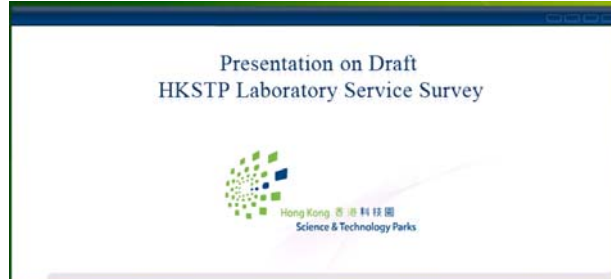 Presentation on Draft
HKSTP Laboratory Service Survey
Hong Kong 香港科技園
Science & Technology Parks